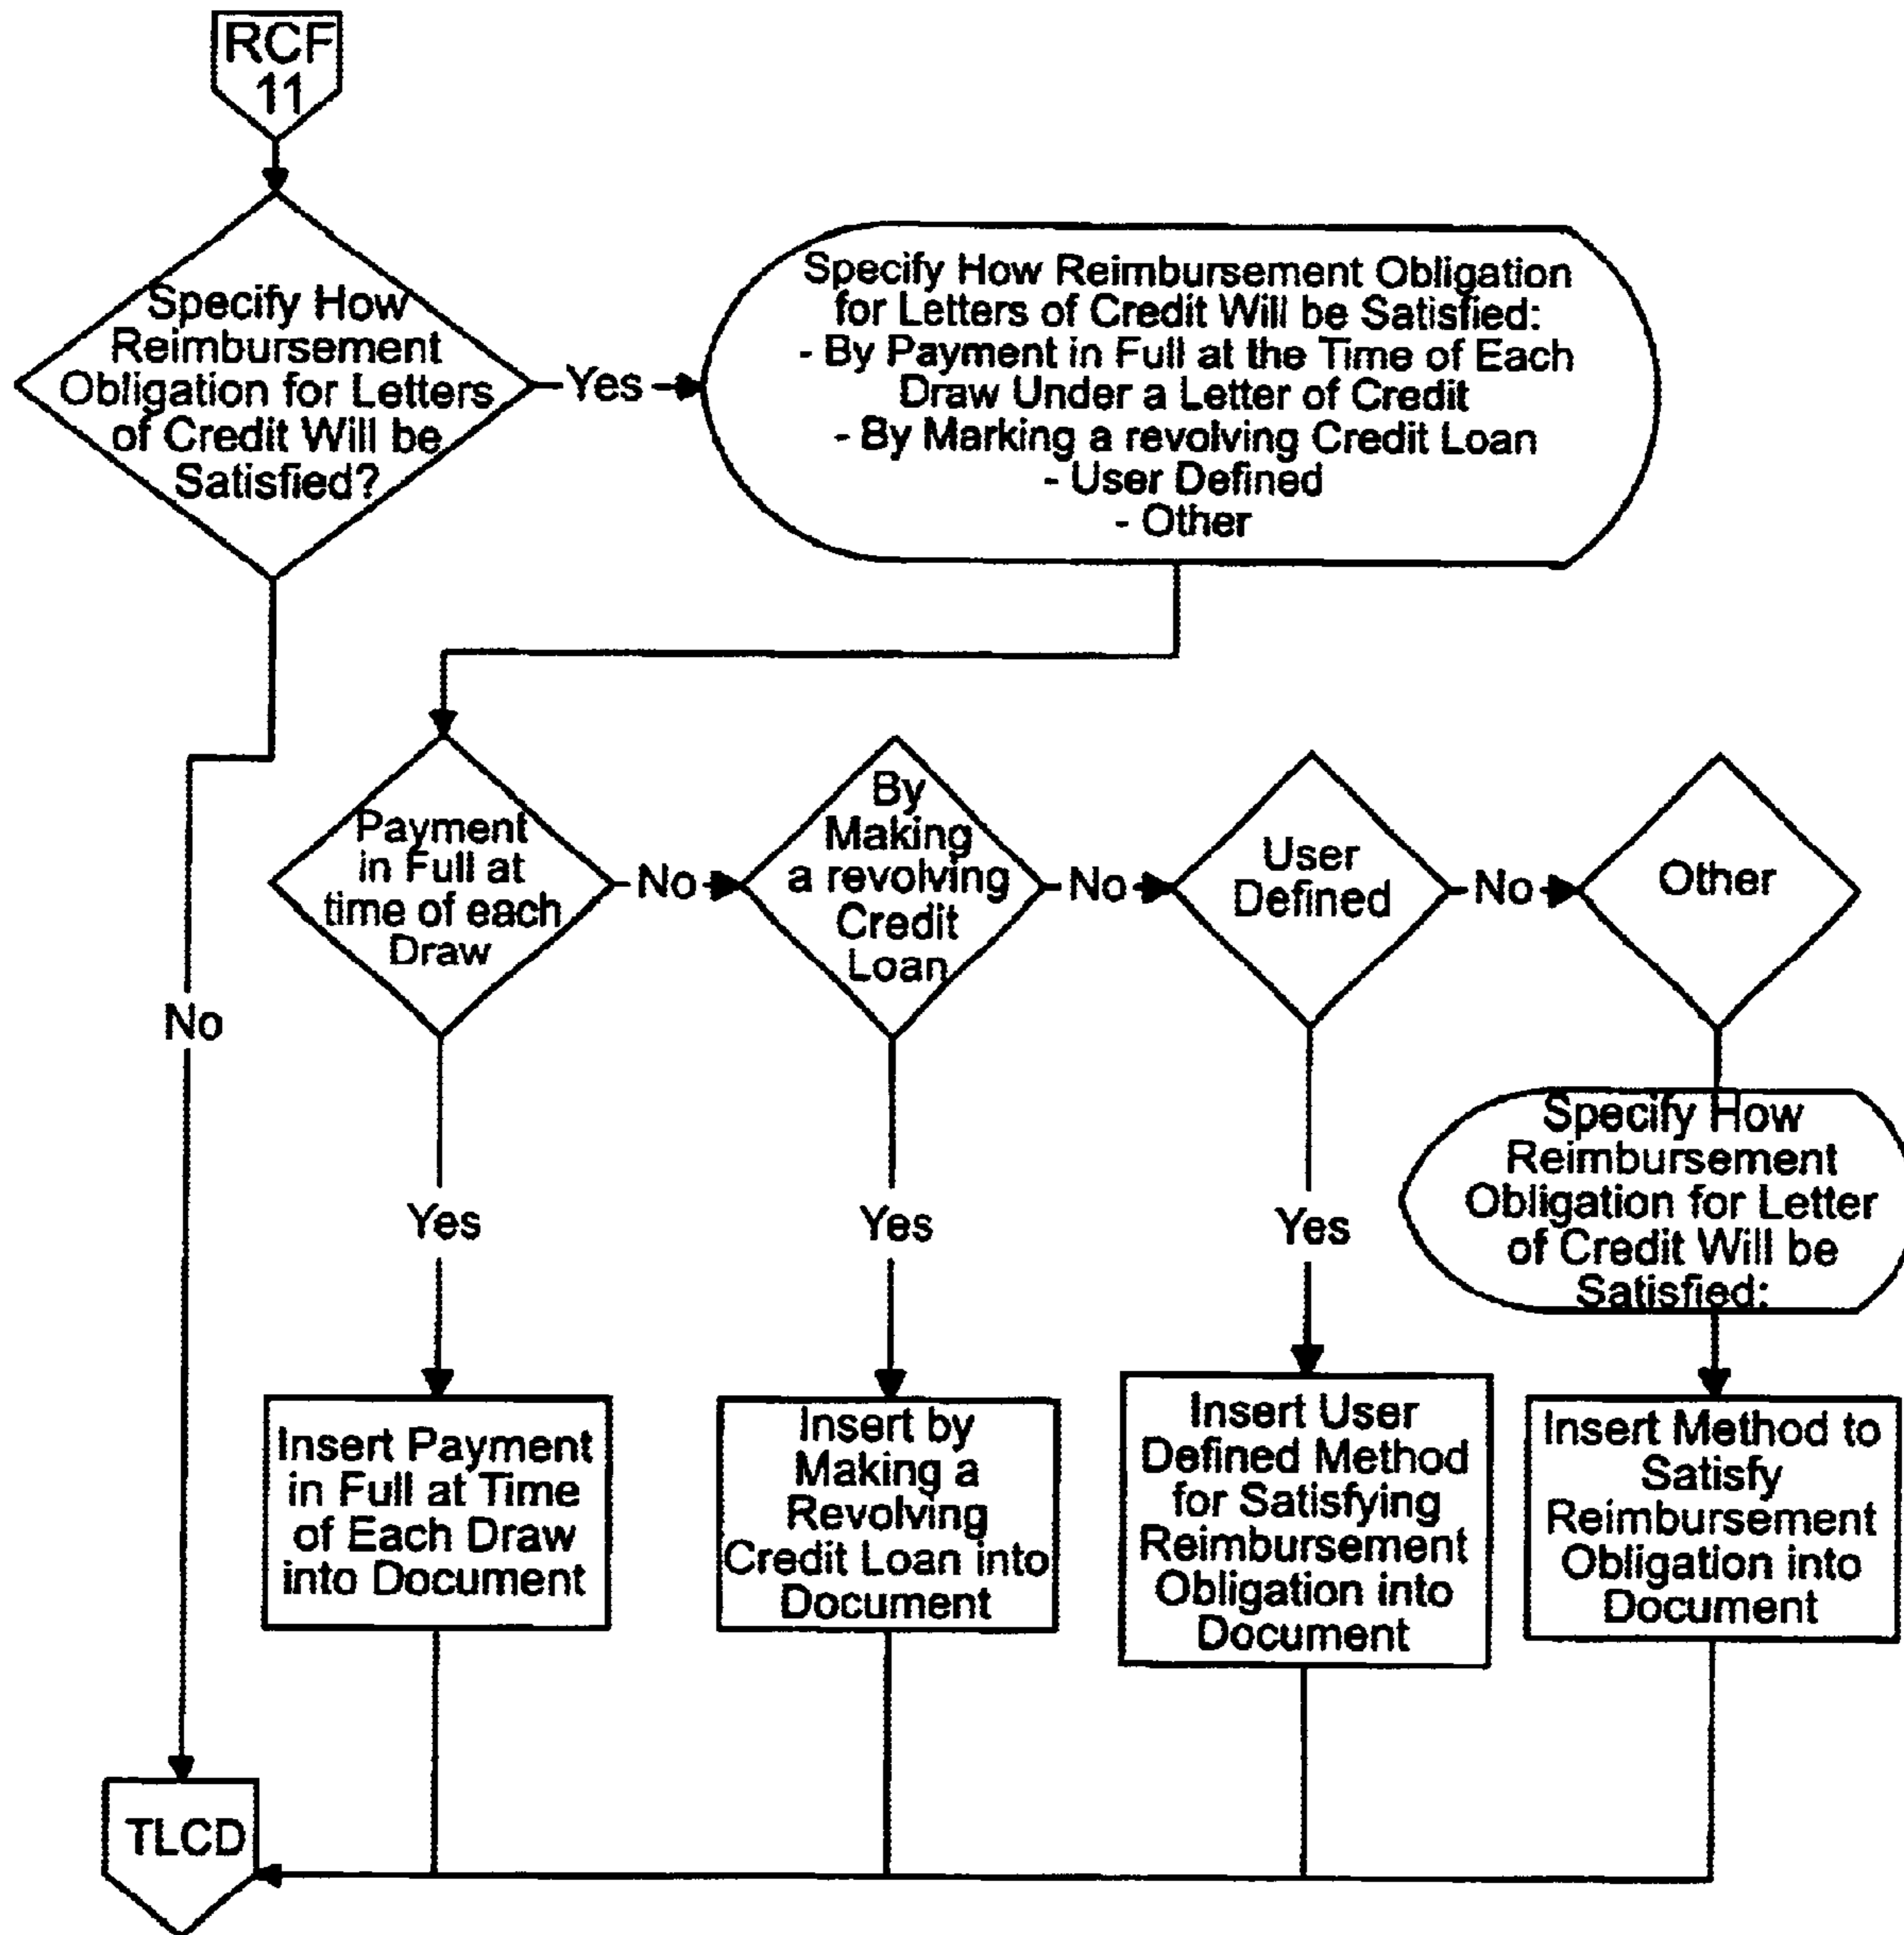 RCF
11
Specify How
Reimbursement
Obligation for Letters
of Credit Will be
Satisfied?
Yes
Specify How Reimbursement Obligation
for Letters of Credit Will be Satisfied:
- By Payment in Full at the Time of Each
Draw Under a Letter of Credit
- By Marking a revolving Credit Loan
- User Defined
- Other
Payment
in Full at
time of each
Draw
No
By
Making
a revolving
Credit
Loan
No
User
Defined
No
Other
No
Yes
Yes
Yes
Specify How
Reimbursement
Obligation for Letter
of Credit Will be
Satisfied:
Insert Payment
in Full at Time
of Each Draw
into Document
Insert by
Making a
Revolving
Credit Loan into
Document
Insert User
Defined Method
for Satisfying
Reimbursement
Obligation into
Document
Insert Method to
Satisfy
Reimbursement
Obligation into
Document
TLCD